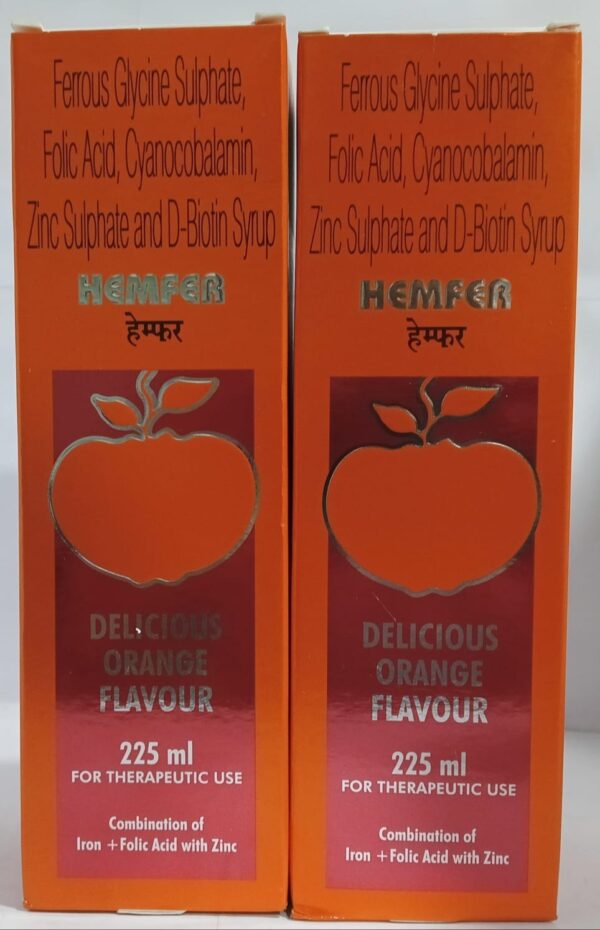 Ferrous Glycine Sulphate,
Folic Acid, Cyanocobalamin,
Zinc Sulphate and D-Biotin Syrup
HEMFER
हेम्फर
DELICIOUS
ORANGE
FLAVOUR
225 ml
FOR THERAPEUTIC USE
Combination of
Iron +Folic Acid with Zinc
Ferrous Glycine Sulphate,
Folic Acid, Cyanocobalamin,
Zinc Sulphate and D-Biotin Syrup
HEMFER
हेम्फर
DELICIOUS
ORANGE
FLAVOUR
225 ml
FOR THERAPEUTIC USE
Combination of
Iron +Folic Acid with Zinc